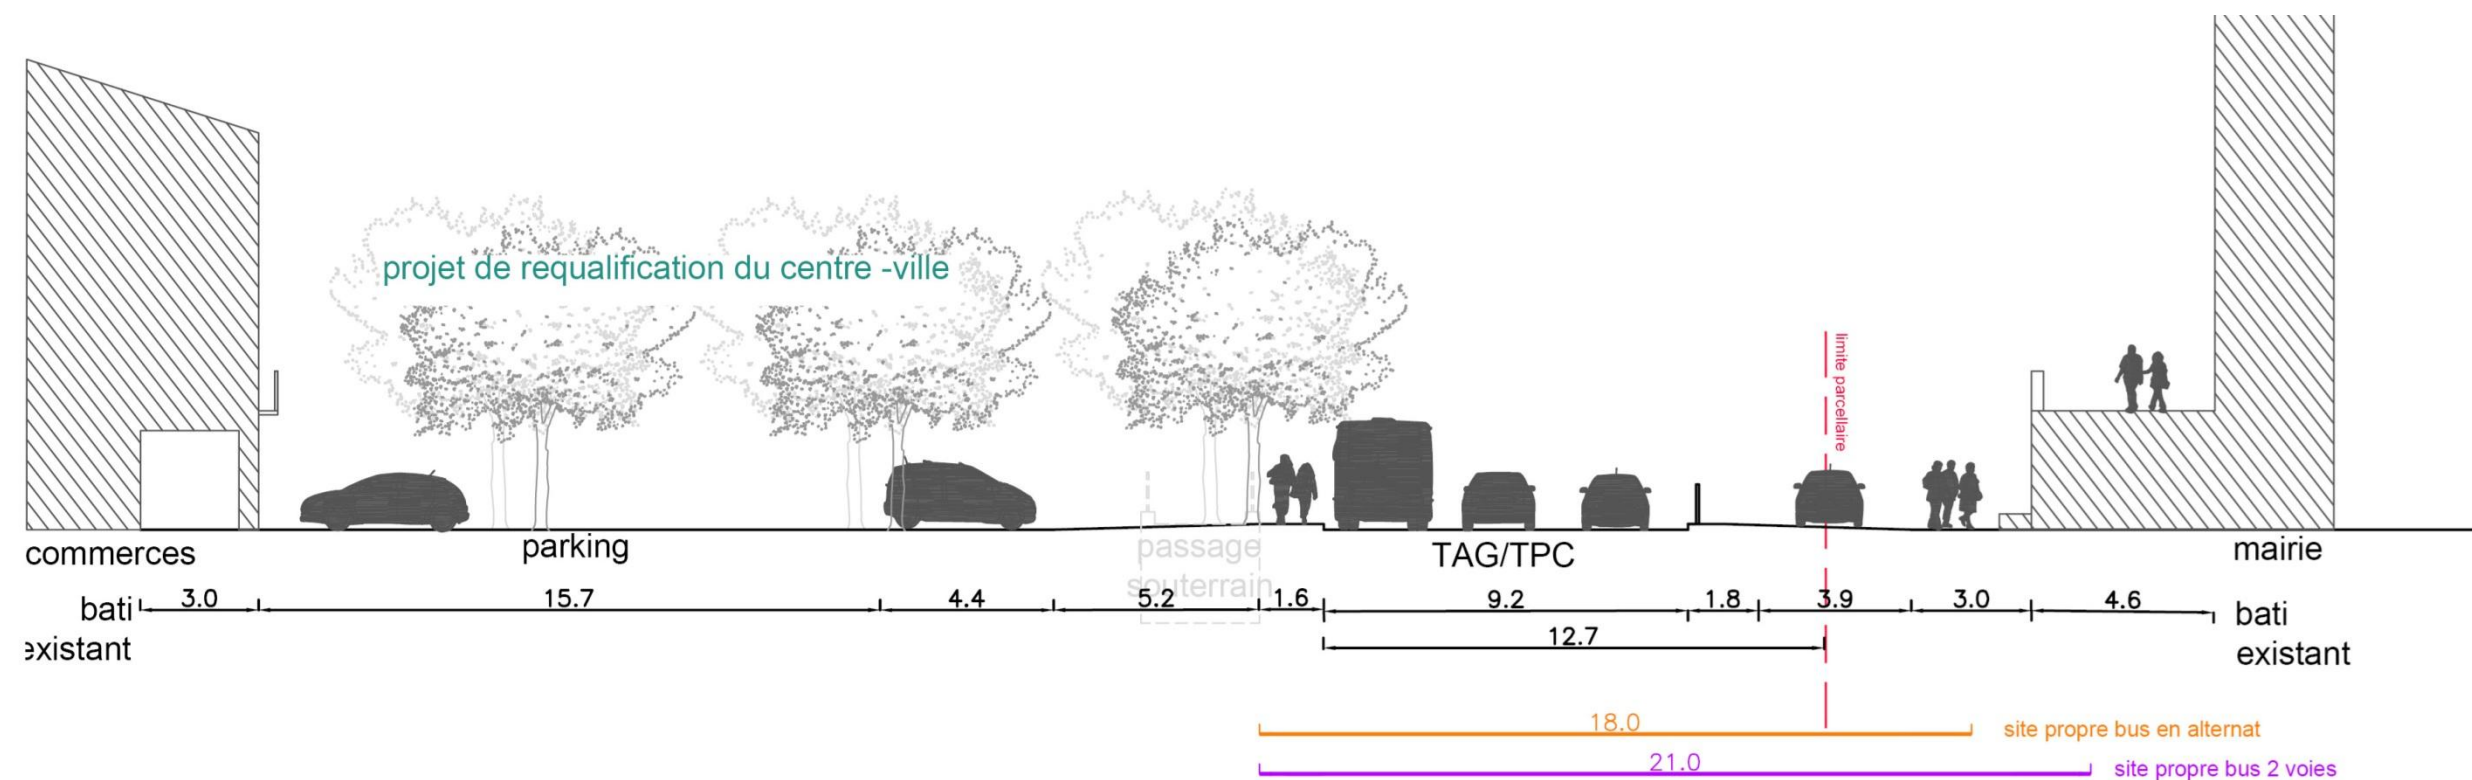 projet de requalification du centre -ville
limite parcellaire
commerces
parking
passage
souterrain
TAG/TPC
mairie
bati
existant
3.0
15.7
4.4
5.2
1.6
9.2
1.8
3.9
3.0
4.6
bati
existant
12.7
18.0
site propre bus en alternat
21.0
site propre bus 2 voies